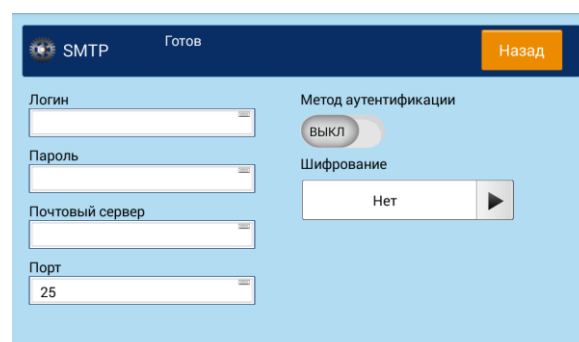 SMTP
Готов
Назад
Логин
Пароль
Почтовый сервер
Порт
25
Метод аутентификации
ВЫКЛ
Шифрование
Нет